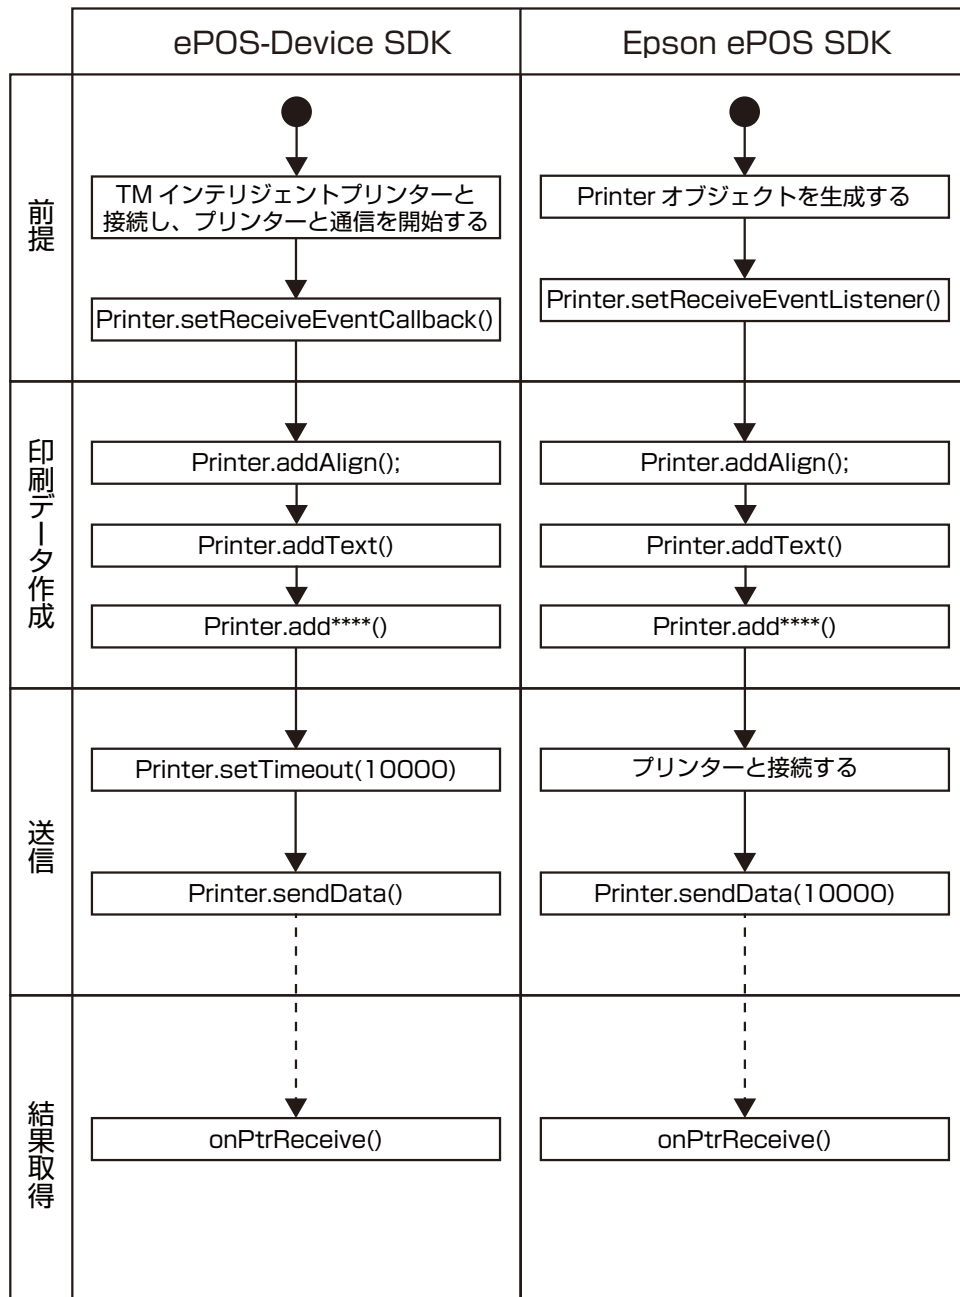 ePOS-Device SDK
Epson ePOS SDK
前提
TM インテリジェントプリンターと
接続し、プリンターと通信を開始する
Printer.setReceiveEventCallback()
Printer オブジェクトを生成する
Printer.setReceiveEventListener()
印刷データ作成
Printer.addAlign();
Printer.addText()
Printer.add****()
Printer.addAlign();
Printer.addText()
Printer.add****()
送信
Printer.setTimeout(10000)
Printer.sendData()
プリンターと接続する
Printer.sendData(10000)
結果取得
onPtrReceive()
onPtrReceive()